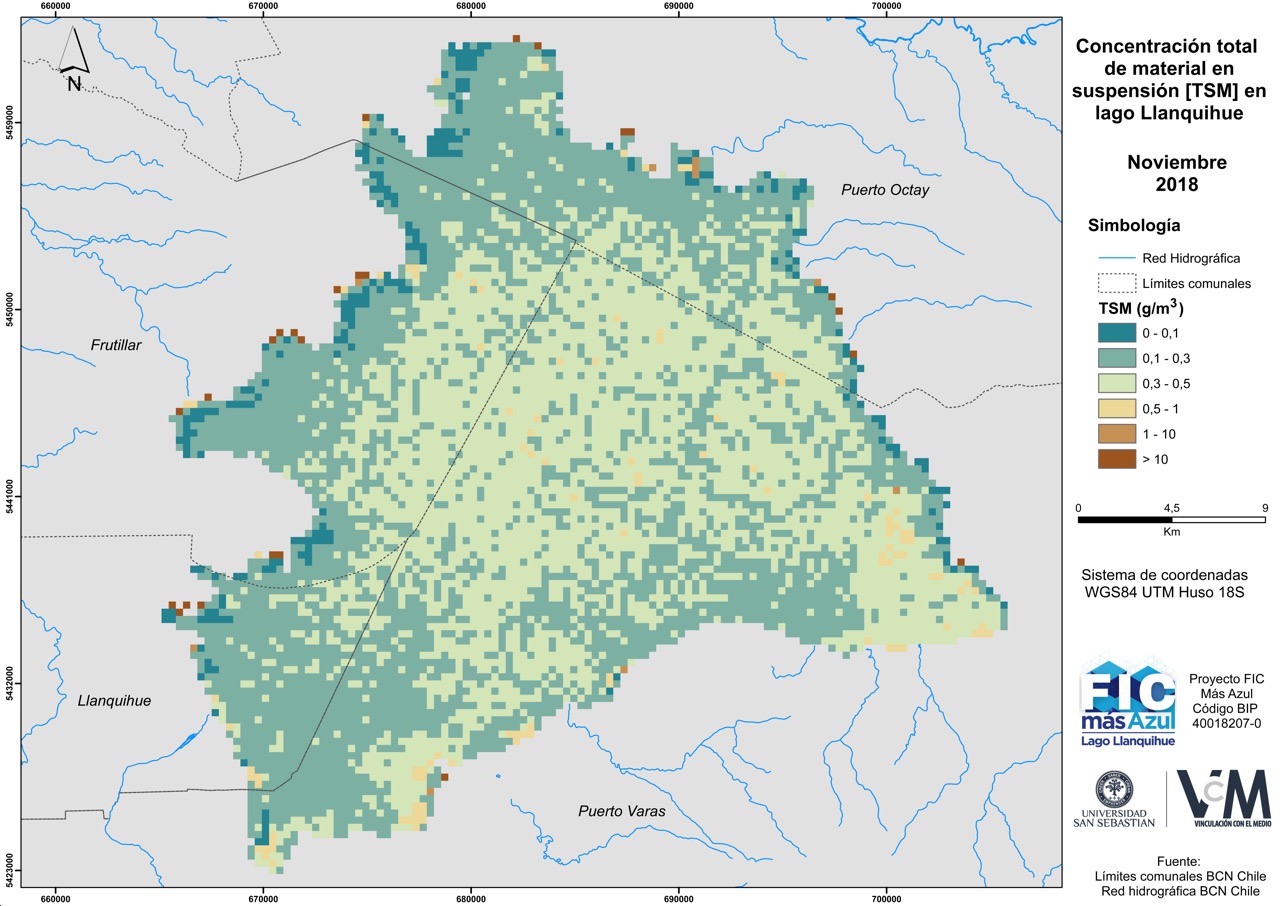 660000
670000
680000
690000
700000
N
5459000
5450000
5441000
5432000
5423000
Puerto Octay
Frutillar
Llanquihue
Puerto Varas
660000
670000
680000
690000
700000
Concentración total
de material en
suspensión [TSM] en
lago Llanquihue
Noviembre
2018
Simbología
Red Hidrográfica
Límites comunales
TSM (g/m³)
0 - 0,1
0,1 - 0,3
0,3 - 0,5
0,5 - 1
1 - 10
> 10
0 4,5 9
Km
Sistema de coordenadas
WGS84 UTM Huso 18S
FIC
más Azul
Lago Llanquihue
Proyecto FIC
Más Azul
Código BIP
40018207-0
UNIVERSIDAD
SAN SEBASTIAN
VcM
VINCULACIÓN CON EL MEDIO
Fuente:
Límites comunales BCN Chile
Red hidrográfica BCN Chile